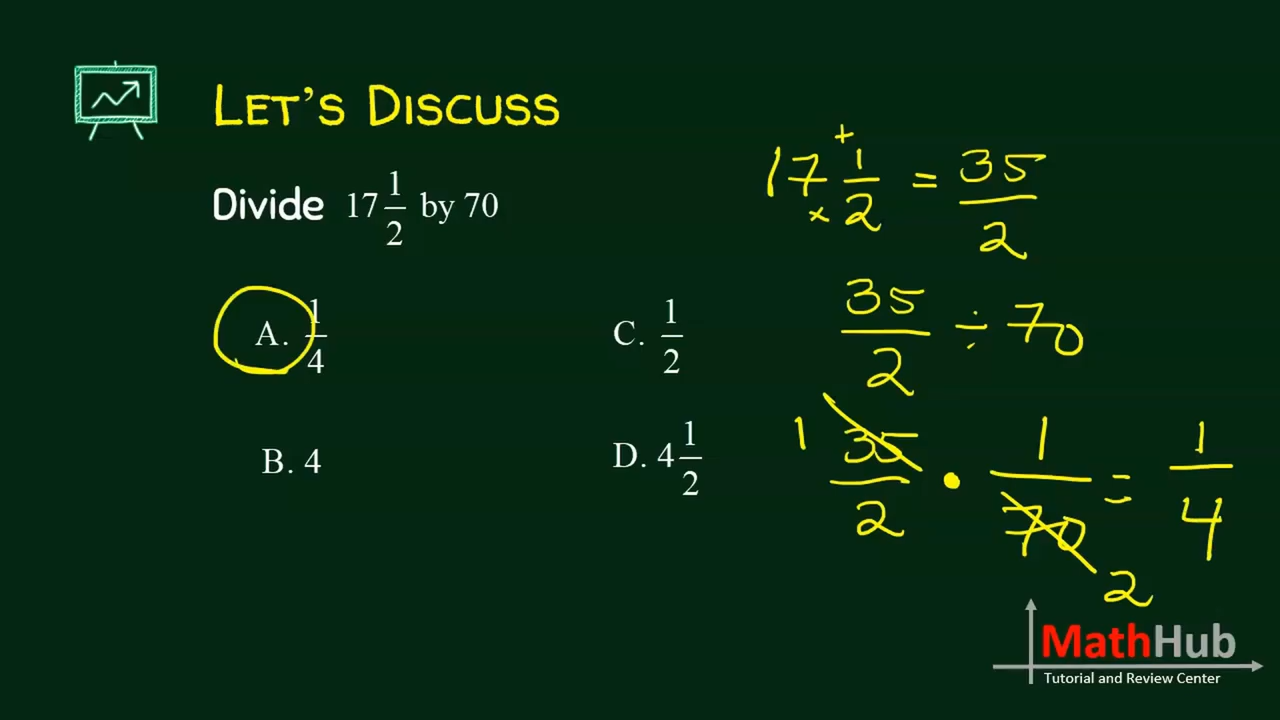 LET'S DISCUSS
Divide 17 1/2 by 70
A. 1/4
B. 4
C. 1/2
D. 4 1/2
+
17 1/2 = 35/2
×
35/2 ÷ 70
1 35/2 • 1/70 = 1/4
2
MathHub
Tutorial and Review Center